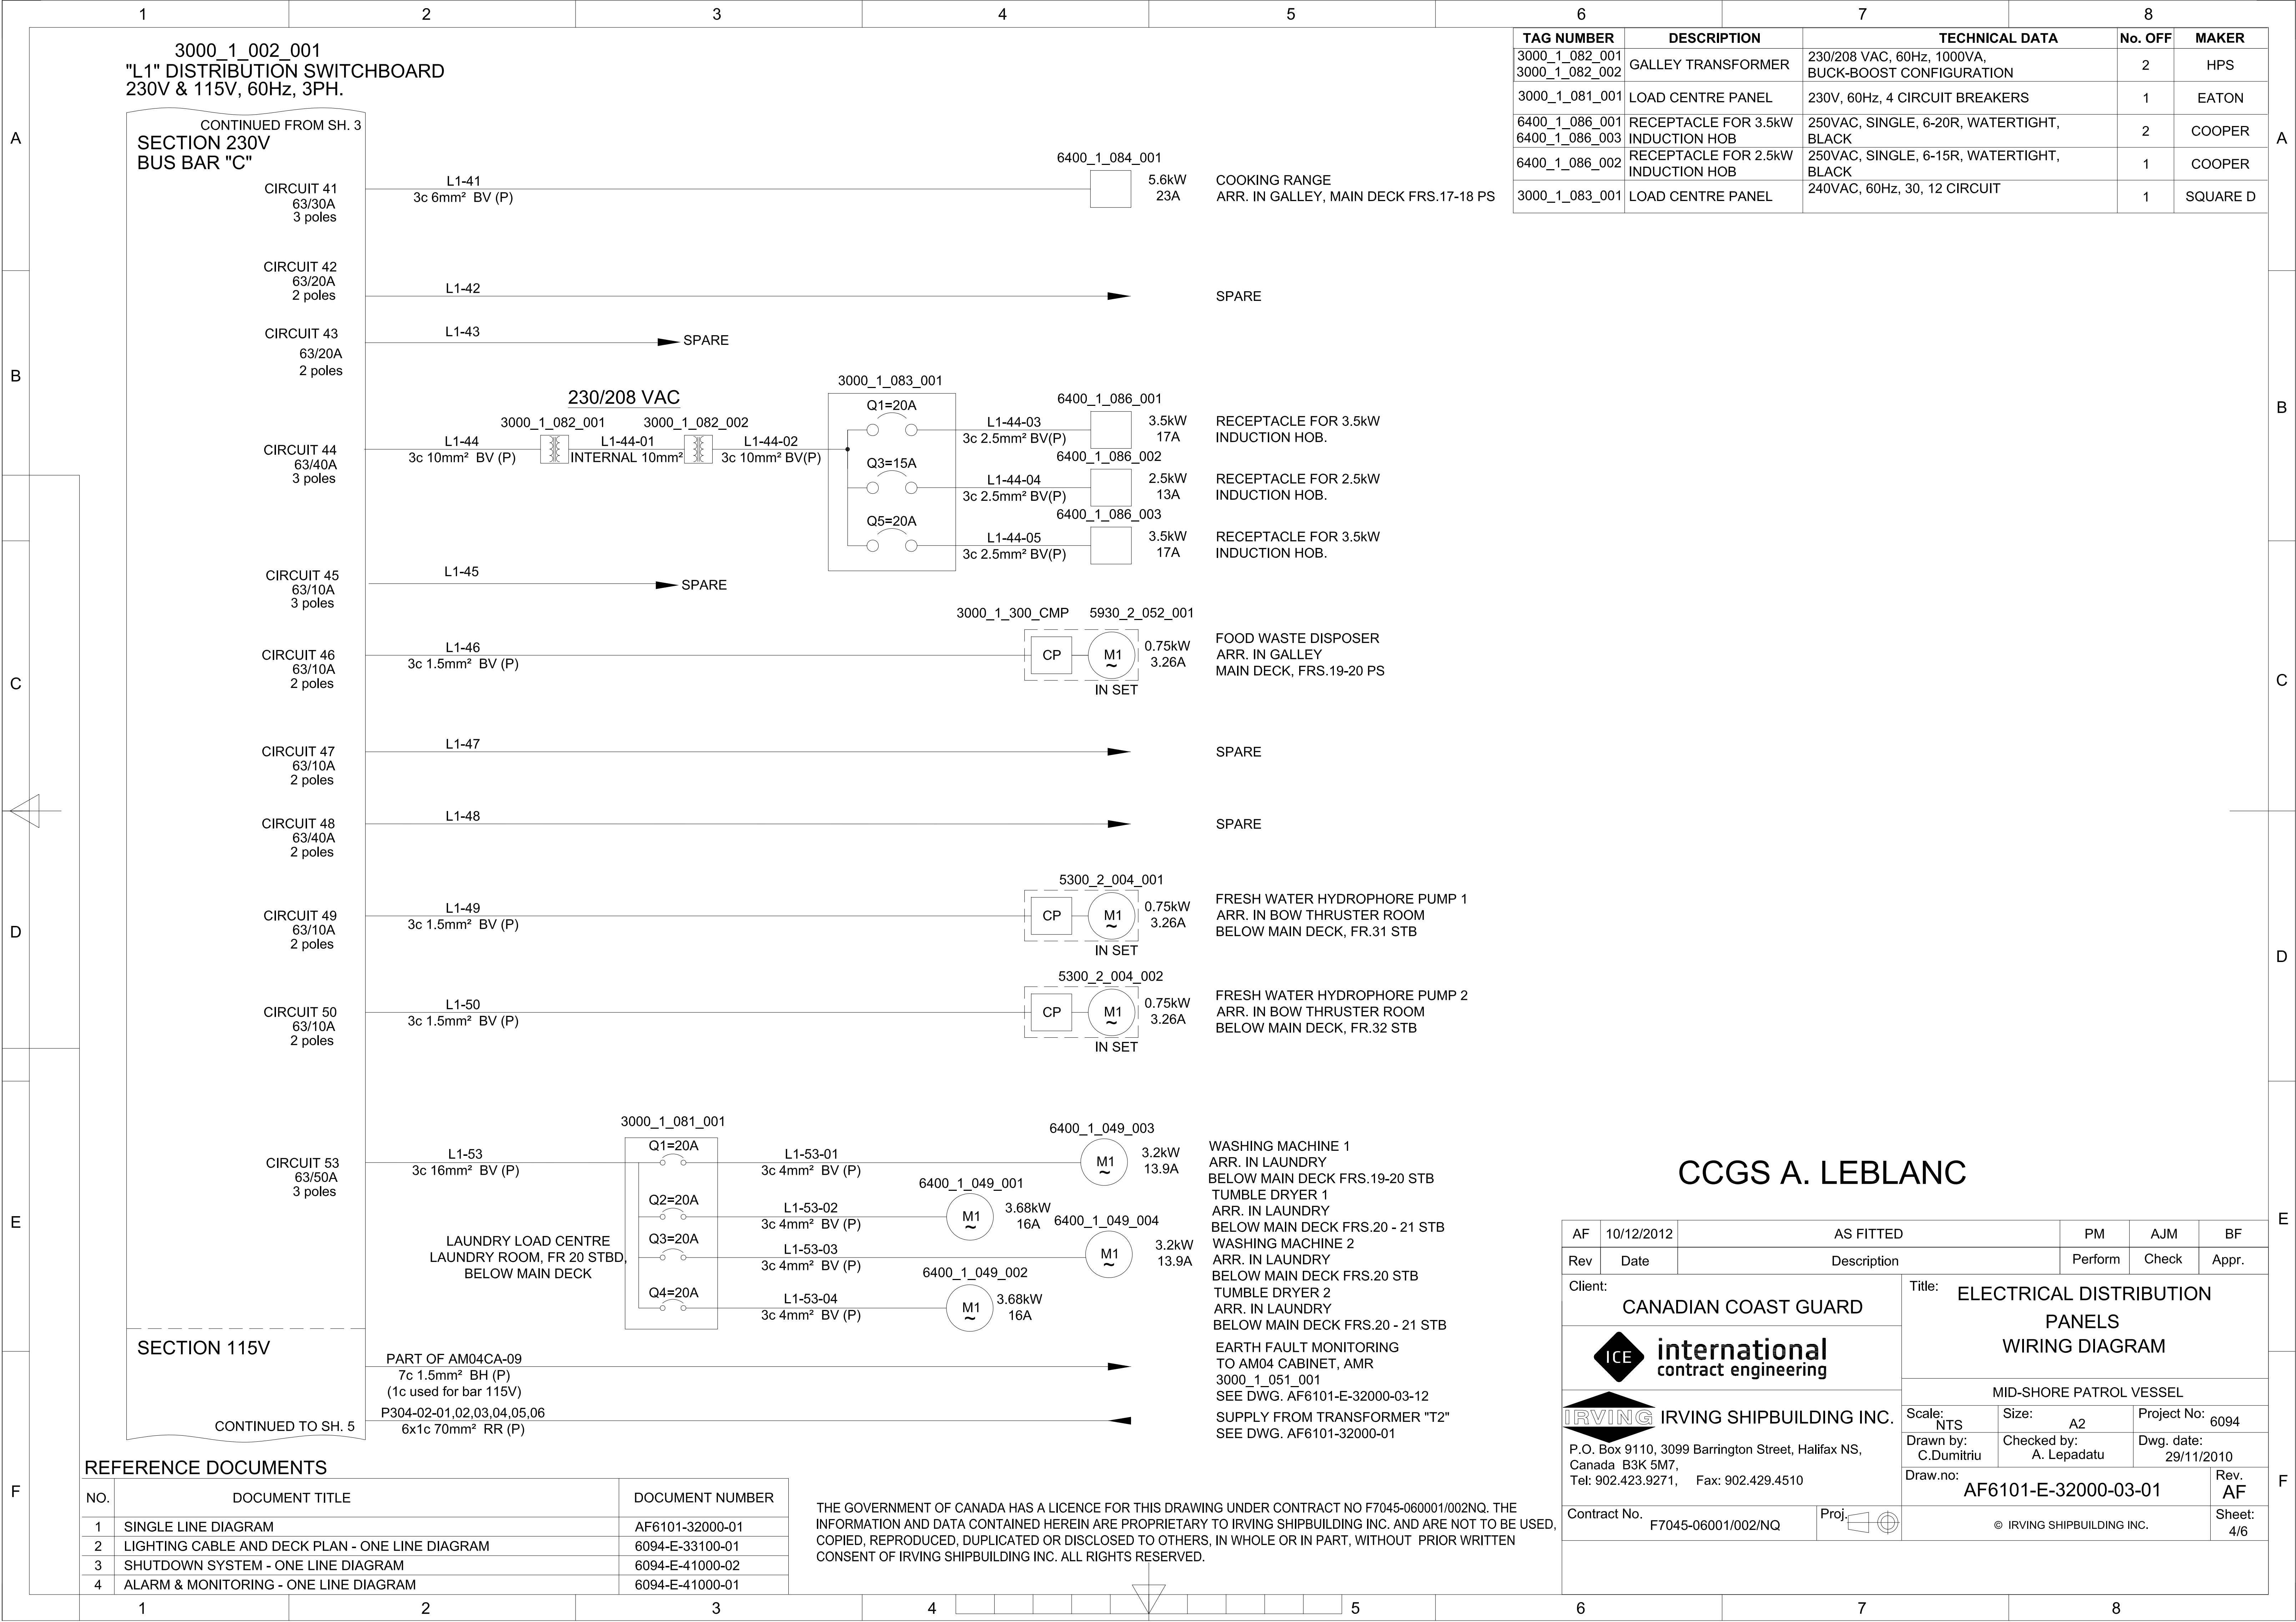 1 2 3 4 5 6 7 8
3000_1_002_001
"L1" DISTRIBUTION SWITCHBOARD
230V & 115V, 60Hz, 3PH.
CONTINUED FROM SH. 3
SECTION 230V
BUS BAR "C"
TAG NUMBER DESCRIPTION TECHNICAL DATA No. OFF MAKER
3000_1_082_001
3000_1_082_002
GALLEY TRANSFORMER
230/208 VAC, 60Hz, 1000VA,
BUCK-BOOST CONFIGURATION
2 HPS
3000_1_081_001 LOAD CENTRE PANEL 230V, 60Hz, 4 CIRCUIT BREAKERS 1 EATON
6400_1_086_001
6400_1_086_003
RECEPTACLE FOR 3.5kW
INDUCTION HOB
250VAC, SINGLE, 6-20R, WATERTIGHT,
BLACK
2 COOPER
6400_1_086_002
RECEPTACLE FOR 2.5kW
INDUCTION HOB
250VAC, SINGLE, 6-15R, WATERTIGHT,
BLACK
1 COOPER
3000_1_083_001 LOAD CENTRE PANEL 240VAC, 60Hz, 30, 12 CIRCUIT 1 SQUARE D
A
B
C
D
E
F
CIRCUIT 41
63/30A
3 poles
L1-41
3c 6mm² BV (P)
6400_1_084_001
5.6kW
23A
COOKING RANGE
ARR. IN GALLEY, MAIN DECK FRS.17-18 PS
CIRCUIT 42
63/20A
2 poles
L1-42
SPARE
CIRCUIT 43
63/20A
2 poles
L1-43
SPARE
CIRCUIT 44
63/40A
3 poles
L1-44
3c 10mm² BV (P)
230/208 VAC
3000_1_082_001
L1-44-01
INTERNAL 10mm²
3000_1_082_002
L1-44-02
3c 10mm² BV(P)
3000_1_083_001
Q1=20A
Q3=15A
Q5=20A
L1-44-03
3c 2.5mm² BV(P)
6400_1_086_001
3.5kW
17A
RECEPTACLE FOR 3.5kW
INDUCTION HOB.
L1-44-04
3c 2.5mm² BV(P)
6400_1_086_002
2.5kW
13A
RECEPTACLE FOR 2.5kW
INDUCTION HOB.
L1-44-05
3c 2.5mm² BV(P)
6400_1_086_003
3.5kW
17A
RECEPTACLE FOR 3.5kW
INDUCTION HOB.
CIRCUIT 45
63/10A
3 poles
L1-45
SPARE
CIRCUIT 46
63/10A
2 poles
L1-46
3c 1.5mm² BV (P)
3000_1_300_CMP 5930_2_052_001
CP
M1
~
IN SET
0.75kW
3.26A
FOOD WASTE DISPOSER
ARR. IN GALLEY
MAIN DECK, FRS.19-20 PS
CIRCUIT 47
63/10A
2 poles
L1-47
SPARE
CIRCUIT 48
63/40A
2 poles
L1-48
SPARE
CIRCUIT 49
63/10A
2 poles
L1-49
3c 1.5mm² BV (P)
5300_2_004_001
CP
M1
~
IN SET
0.75kW
3.26A
FRESH WATER HYDROPHORE PUMP 1
ARR. IN BOW THRUSTER ROOM
BELOW MAIN DECK, FR.31 STB
CIRCUIT 50
63/10A
2 poles
L1-50
3c 1.5mm² BV (P)
5300_2_004_002
CP
M1
~
IN SET
0.75kW
3.26A
FRESH WATER HYDROPHORE PUMP 2
ARR. IN BOW THRUSTER ROOM
BELOW MAIN DECK, FR.32 STB
CIRCUIT 53
63/50A
3 poles
L1-53
3c 16mm² BV (P)
3000_1_081_001
Q1=20A
Q2=20A
Q3=20A
Q4=20A
LAUNDRY LOAD CENTRE
LAUNDRY ROOM, FR 20 STBD,
BELOW MAIN DECK
L1-53-01
3c 4mm² BV (P)
6400_1_049_003
M1
~
3.2kW
13.9A
WASHING MACHINE 1
ARR. IN LAUNDRY
BELOW MAIN DECK FRS.19-20 STB
L1-53-02
3c 4mm² BV (P)
6400_1_049_001
M1
~
3.68kW
16A
TUMBLE DRYER 1
ARR. IN LAUNDRY
BELOW MAIN DECK FRS.20 - 21 STB
L1-53-03
3c 4mm² BV (P)
6400_1_049_004
M1
~
3.2kW
13.9A
WASHING MACHINE 2
ARR. IN LAUNDRY
BELOW MAIN DECK FRS.20 STB
L1-53-04
3c 4mm² BV (P)
6400_1_049_002
M1
~
3.68kW
16A
TUMBLE DRYER 2
ARR. IN LAUNDRY
BELOW MAIN DECK FRS.20 - 21 STB
SECTION 115V
PART OF AM04CA-09
7c 1.5mm² BH (P)
(1c used for bar 115V)
EARTH FAULT MONITORING
TO AM04 CABINET, AMR
3000_1_051_001
SEE DWG. AF6101-E-32000-03-12
CONTINUED TO SH. 5
P304-02-01,02,03,04,05,06
6x1c 70mm² RR (P)
SUPPLY FROM TRANSFORMER "T2"
SEE DWG. AF6101-32000-01
REFERENCE DOCUMENTS
NO. DOCUMENT TITLE DOCUMENT NUMBER
1 SINGLE LINE DIAGRAM AF6101-32000-01
2 LIGHTING CABLE AND DECK PLAN - ONE LINE DIAGRAM 6094-E-33100-01
3 SHUTDOWN SYSTEM - ONE LINE DIAGRAM 6094-E-41000-02
4 ALARM & MONITORING - ONE LINE DIAGRAM 6094-E-41000-01
THE GOVERNMENT OF CANADA HAS A LICENCE FOR THIS DRAWING UNDER CONTRACT NO F7045-060001/002NQ. THE
INFORMATION AND DATA CONTAINED HEREIN ARE PROPRIETARY TO IRVING SHIPBUILDING INC. AND ARE NOT TO BE USED,
COPIED, REPRODUCED, DUPLICATED OR DISCLOSED TO OTHERS, IN WHOLE OR IN PART, WITHOUT PRIOR WRITTEN
CONSENT OF IRVING SHIPBUILDING INC. ALL RIGHTS RESERVED.
CCGS A. LEBLANC
AF 10/12/2012 AS FITTED PM AJM BF
Rev Date Description Perform Check Appr.
Client:
CANADIAN COAST GUARD
Title:
ELECTRICAL DISTRIBUTION
PANELS
WIRING DIAGRAM
ICE
international
contract engineering
MID-SHORE PATROL VESSEL
IRVING
IRVING SHIPBUILDING INC.
P.O. Box 9110, 3099 Barrington Street, Halifax NS,
Canada B3K 5M7,
Tel: 902.423.9271, Fax: 902.429.4510
Scale: NTS
Size: A2
Project No: 6094
Drawn by: C.Dumitriu
Checked by: A. Lepadatu
Dwg. date: 29/11/2010
Draw.no:
AF6101-E-32000-03-01
Rev.
AF
Contract No. F7045-06001/002/NQ
Proj.
© IRVING SHIPBUILDING INC.
Sheet:
4/6
A
B
C
D
E
F
1 2 3 4 5 6 7 8